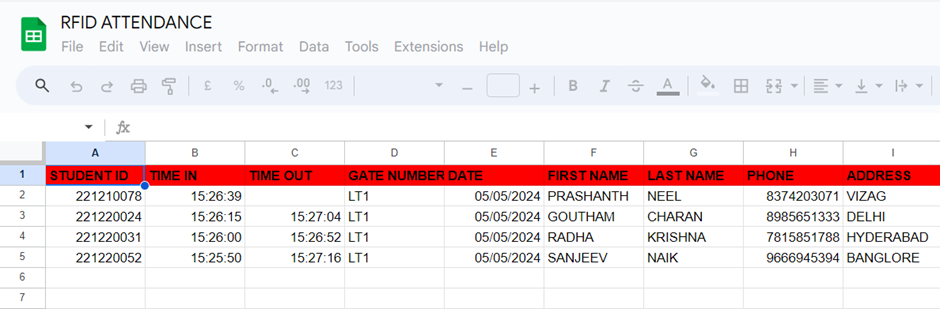 RFID ATTENDANCE
File Edit View Insert Format Data Tools Extensions Help
£ % .0 .00 123 B I A
fx
A B C D E F G H I
1 STUDENT ID TIME IN TIME OUT GATE NUMBER DATE FIRST NAME LAST NAME PHONE ADDRESS
2 221210078 15:26:39 LT1 05/05/2024 PRASHANTH NEEL 8374203071 VIZAG
3 221220024 15:26:15 15:27:04 LT1 05/05/2024 GOUTHAM CHARAN 8985651333 DELHI
4 221220031 15:26:00 15:26:52 LT1 05/05/2024 RADHA KRISHNA 7815851788 HYDERABAD
5 221220052 15:25:50 15:27:16 LT1 05/05/2024 SANJEEV NAIK 9666945394 BANGLORE
6
7